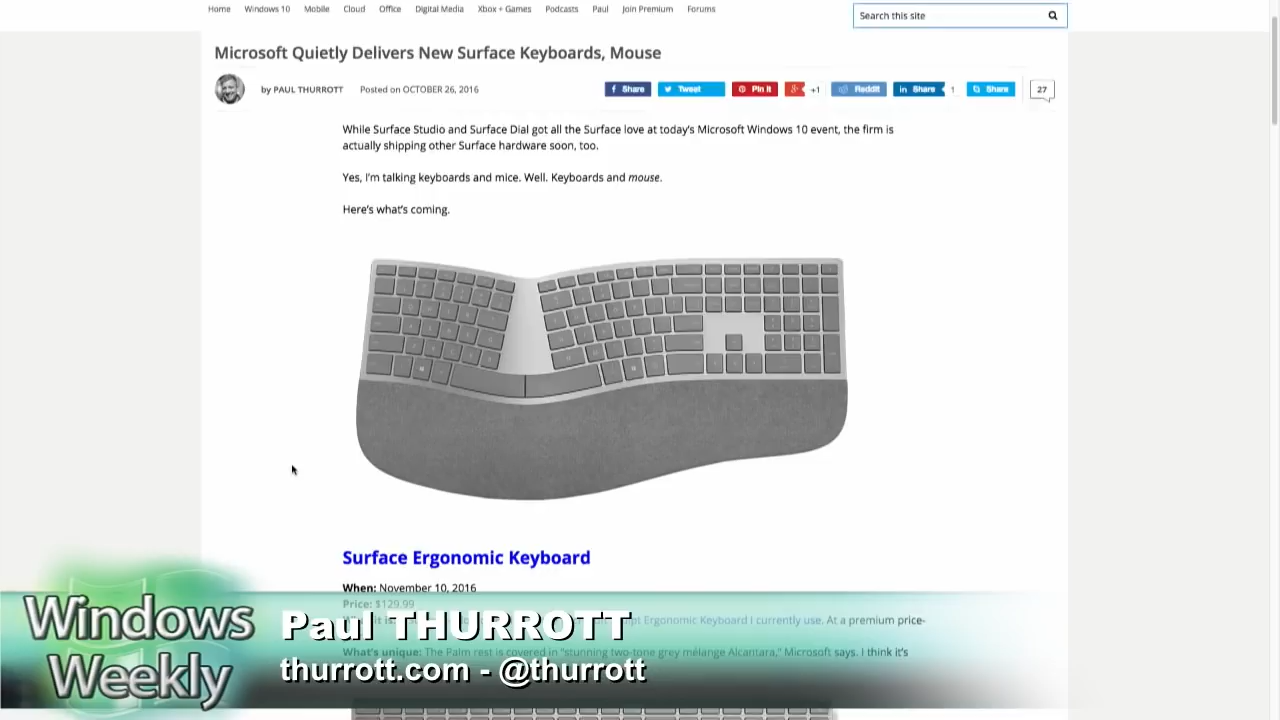 Home Windows 10 Mobile Cloud Office Digital Media Xbox + Games Podcasts Paul Join Premium Forums
Search this site
Microsoft Quietly Delivers New Surface Keyboards, Mouse
by PAUL THURROTT Posted on OCTOBER 26, 2016 Share Tweet Pin it +1 Reddit Share 1 Share 27
While Surface Studio and Surface Dial got all the Surface love at today's Microsoft Windows 10 event, the firm is
actually shipping other Surface hardware soon, too.
Yes, I'm talking keyboards and mice. Well. Keyboards and mouse.
Here's what's coming.
Surface Ergonomic Keyboard
When: November 10, 2016
Price: $129.99
Ergonomic Keyboard I currently use. At a premium price-
What's unique: The Palm rest is covered in "stunning two-tone grey mélange Alcantara," Microsoft says. I think it's
Windows
Weekly
Paul THURROTT
thurrott.com - @thurrott